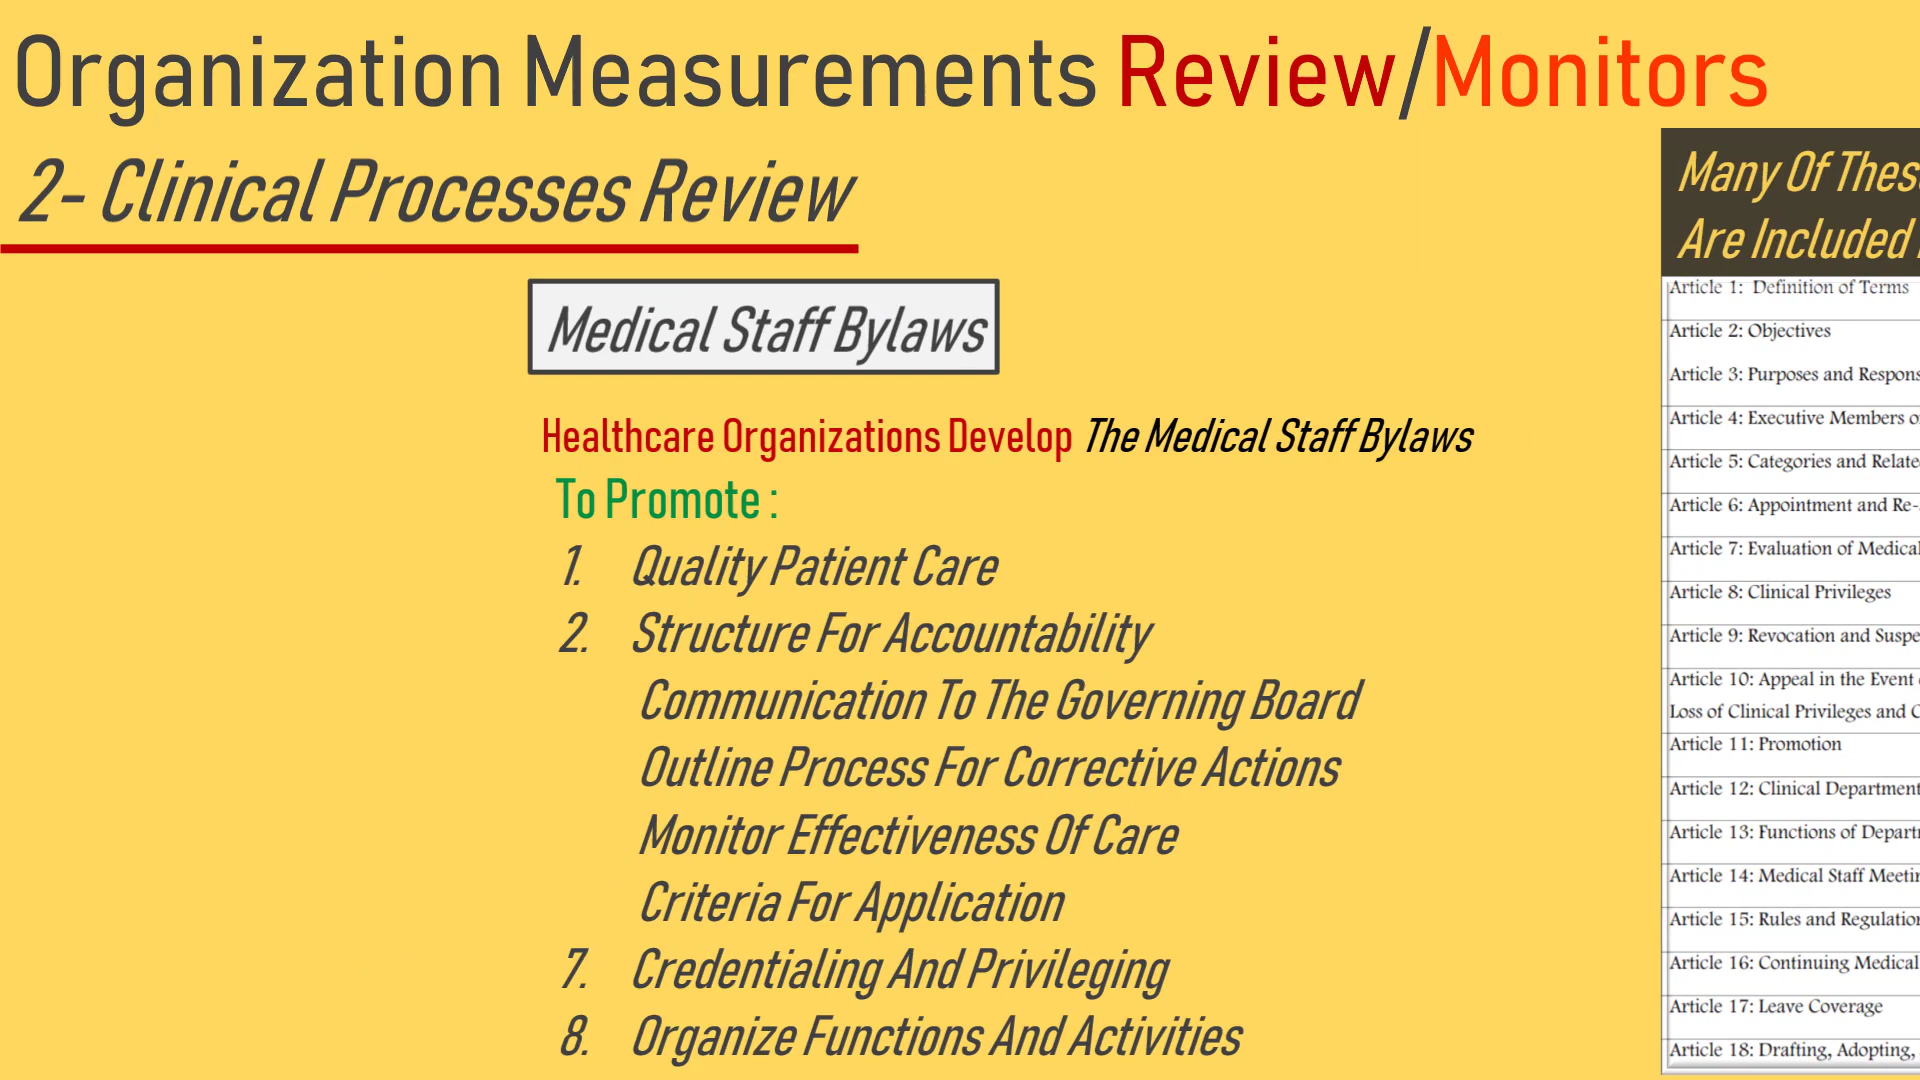 Organization Measurements Review/Monitors
2- Clinical Processes Review
Medical Staff Bylaws
Healthcare Organizations Develop The Medical Staff Bylaws
To Promote :
1. Quality Patient Care
2. Structure For Accountability
Communication To The Governing Board
Outline Process For Corrective Actions
Monitor Effectiveness Of Care
Criteria For Application
7. Credentialing And Privileging
8. Organize Functions And Activities
Many Of
Are Included
Article 1: Definition of Terms
Article 2: Objectives
Article 3: Purposes and
Article 4: Executive Members
Article 5: Categories and
Article 6: Appointment and
Article 7: Evaluation of
Article 8: Clinical Privileges
Article 9: Revocation and
Article 10: Appeal in the Event
Loss of Clinical Privileges and
Article 11: Promotion
Article 12: Clinical
Article 13: Functions of
Article 14: Medical Staff
Article 15: Rules and
Article 16: Continuing Medical
Article 17: Leave Coverage
Article 18: Drafting, Adopting,